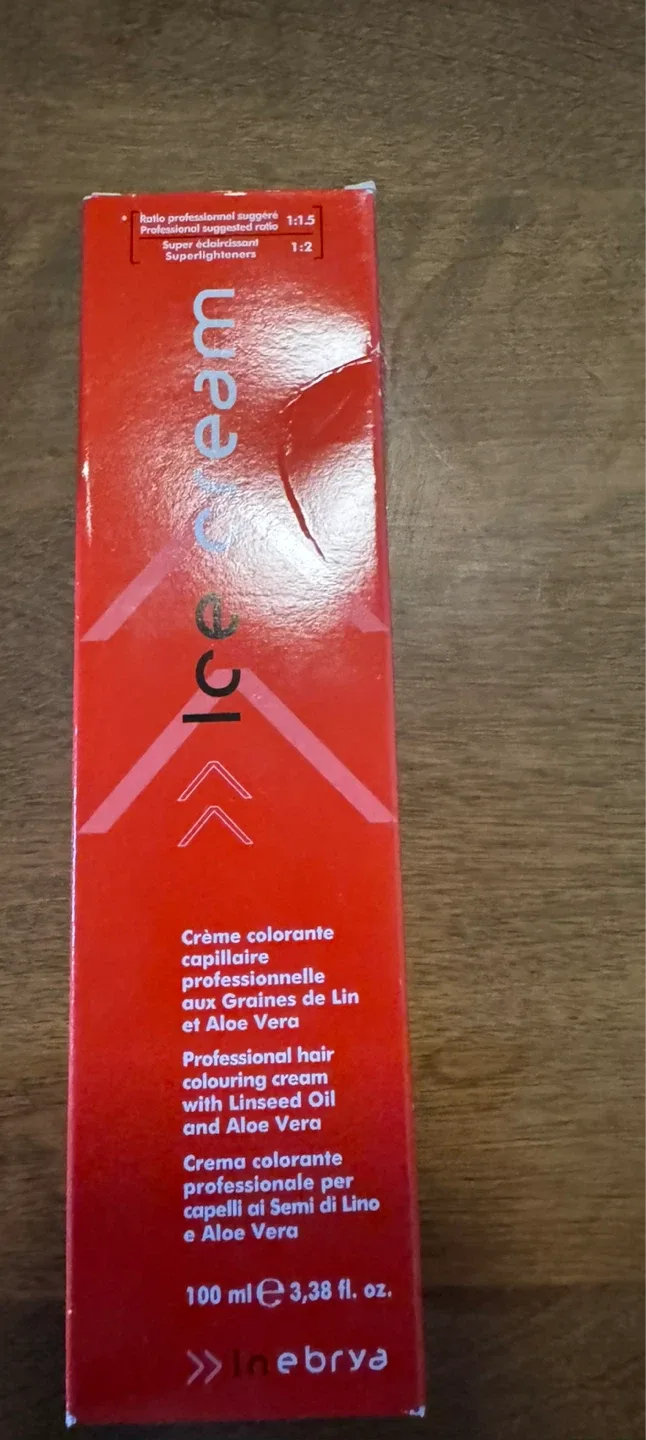 Ratio professionnel suggéré
Professional suggested ratio 1:1.5
Super éclaircissant
Superlighteners 1:2
Ice cream
Crème colorante
capillaire
professionnelle
aux Graines de Lin
et Aloe Vera
Professional hair
colouring cream
with Linseed Oil
and Aloe Vera
Crema colorante
professionale per
capelli ai Semi di Lino
e Aloe Vera
100 ml e 3,38 fl. oz.
Inebrya